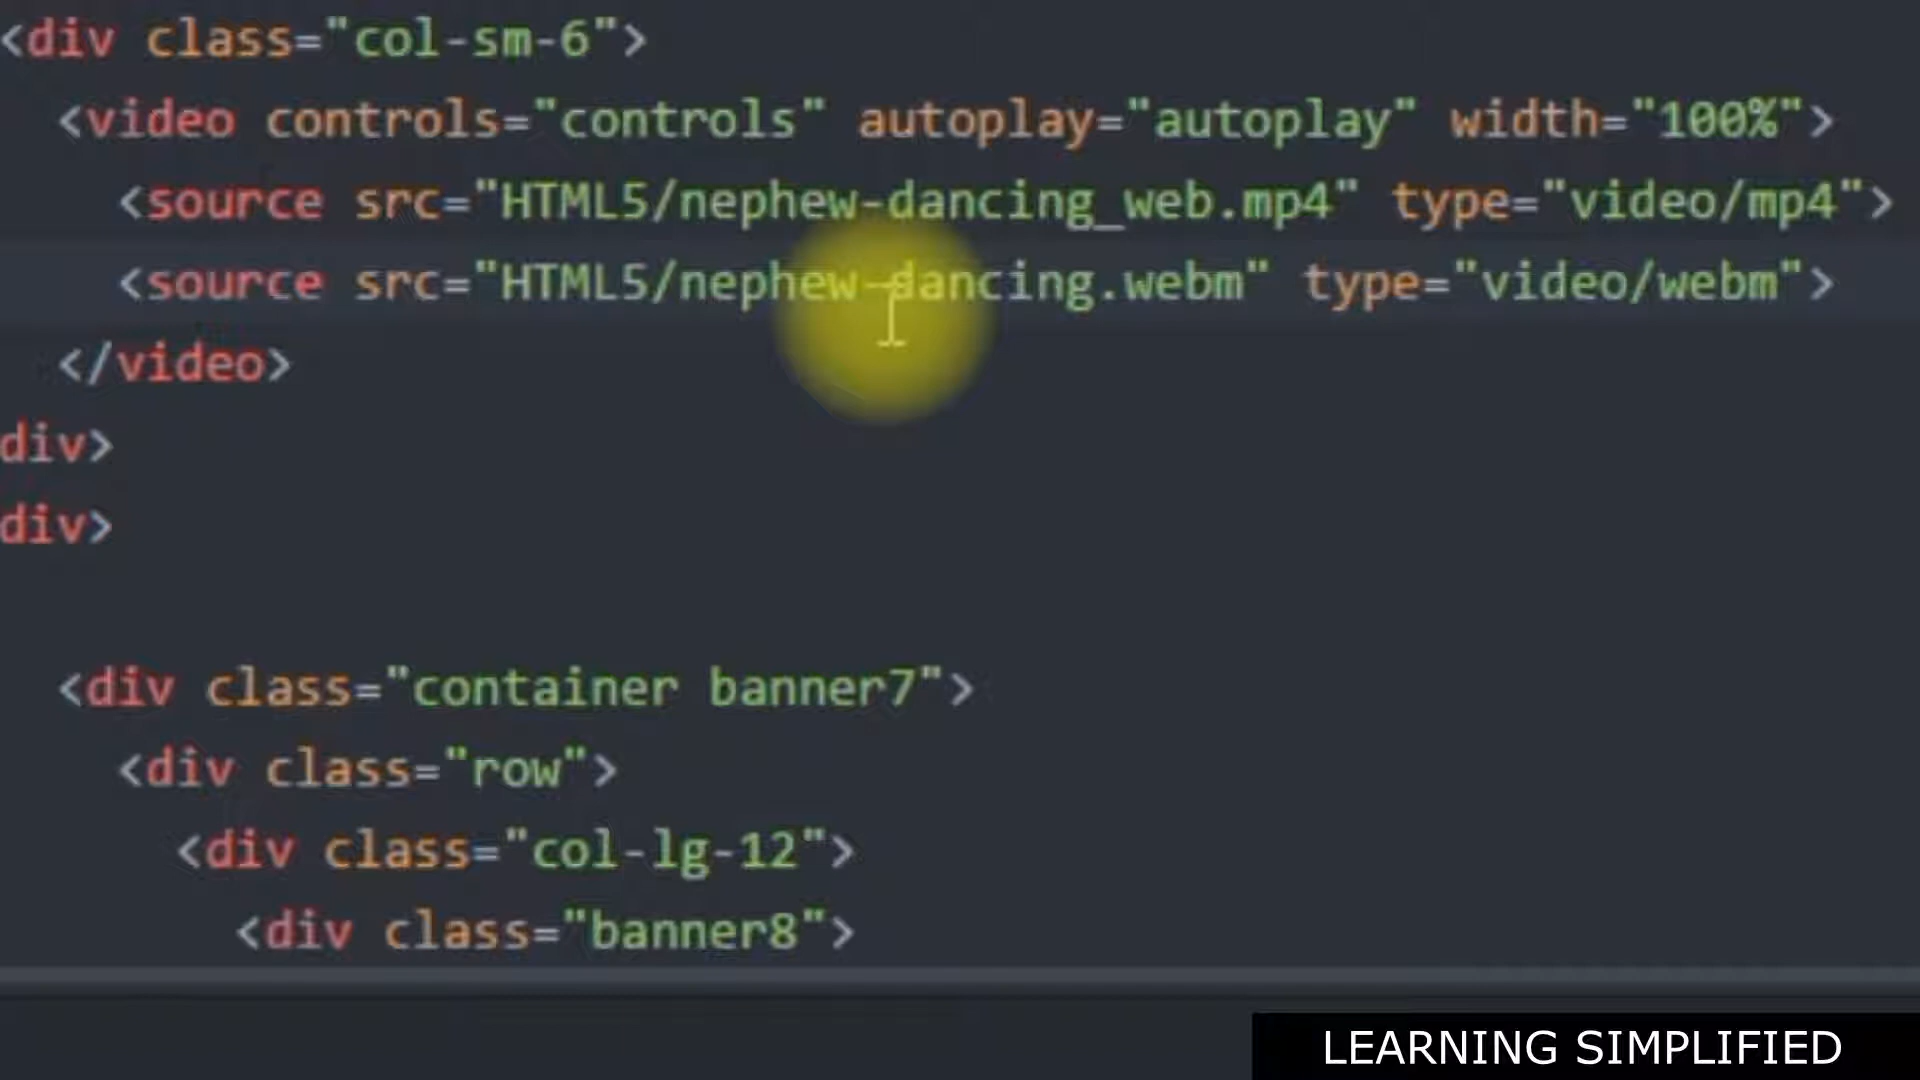 <div class="col-sm-6">
<video controls="controls" autoplay="autoplay" width="100%">
<source src="HTML5/nephew-dancing_web.mp4" type="video/mp4">
<source src="HTML5/nephew-dancing.webm" type="video/webm">
</video>
div>
div>
<div class="container banner7">
<div class="row">
<div class="col-lg-12">
<div class="banner8">
LEARNING SIMPLIFIED